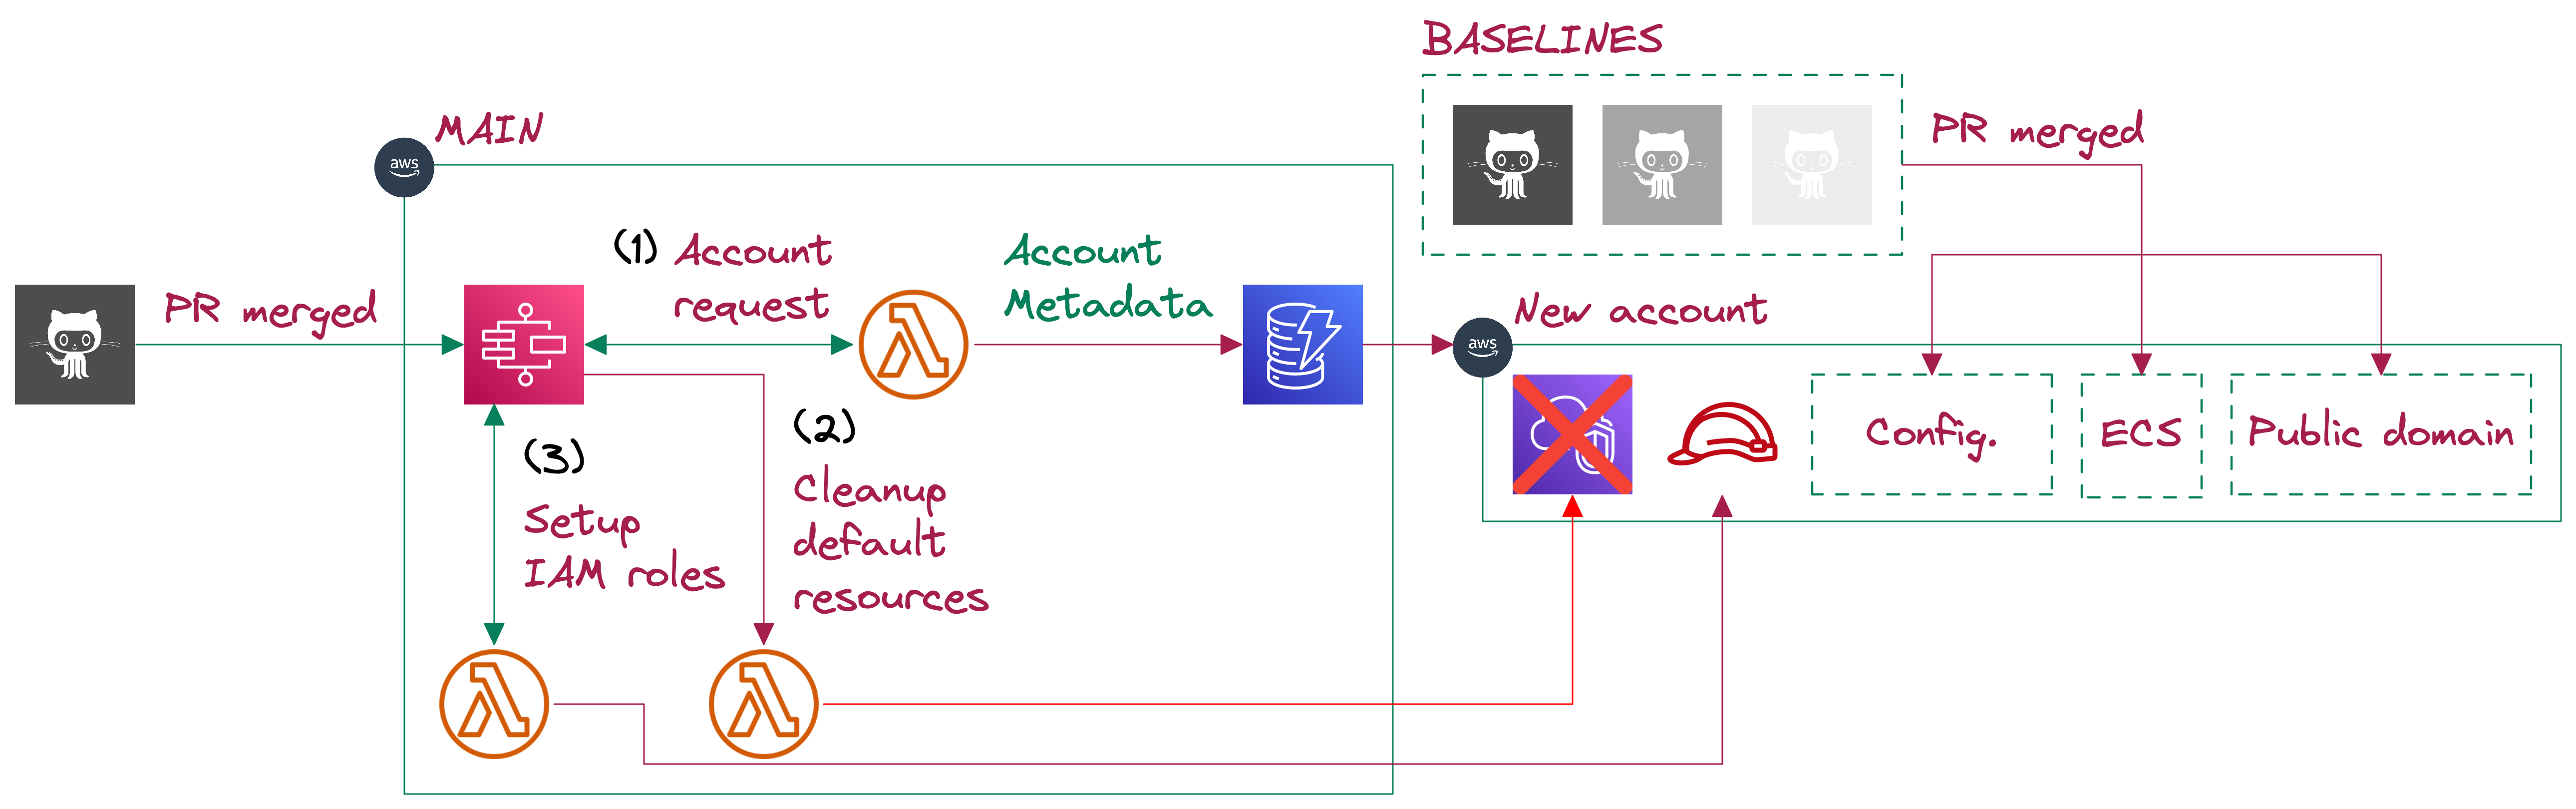 BASELINES
MAIN
aws
PR merged
(1) Account
request
Account
Metadata
PR merged
New account
aws
(2)
Cleanup
default
resources
(3)
Setup
IAM roles
Config.
ECS
Public domain